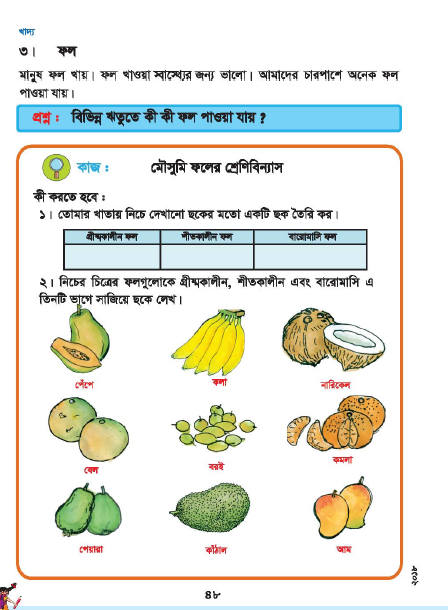 খাদ্য
৩। ফল
মানুষ ফল খায়। ফল খাওয়া স্বাস্থ্যের জন্য ভালো। আমাদের চারপাশে অনেক ফল
পাওয়া যায়।
প্রশ্ন : বিভিন্ন ঋতুতে কী কী ফল পাওয়া যায় ?
কাজ : মৌসুমি ফলের শ্রেণিবিন্যাস
কী করতে হবে :
১। তোমার খাতায় নিচে দেখানো ছকের মতো একটি ছক তৈরি কর।
গ্রীষ্মকালীন ফল শীতকালীন ফল বারোমাসি ফল
২। নিচের চিত্রের ফলগুলোকে গ্রীষ্মকালীন, শীতকালীন এবং বারোমাসি এ
তিনটি ভাগে সাজিয়ে ছকে লেখ।
পেঁপে কলা নারিকেল
বেল বরই কমলা
পেয়ারা কাঁঠাল আম
২০১৮
৪৮